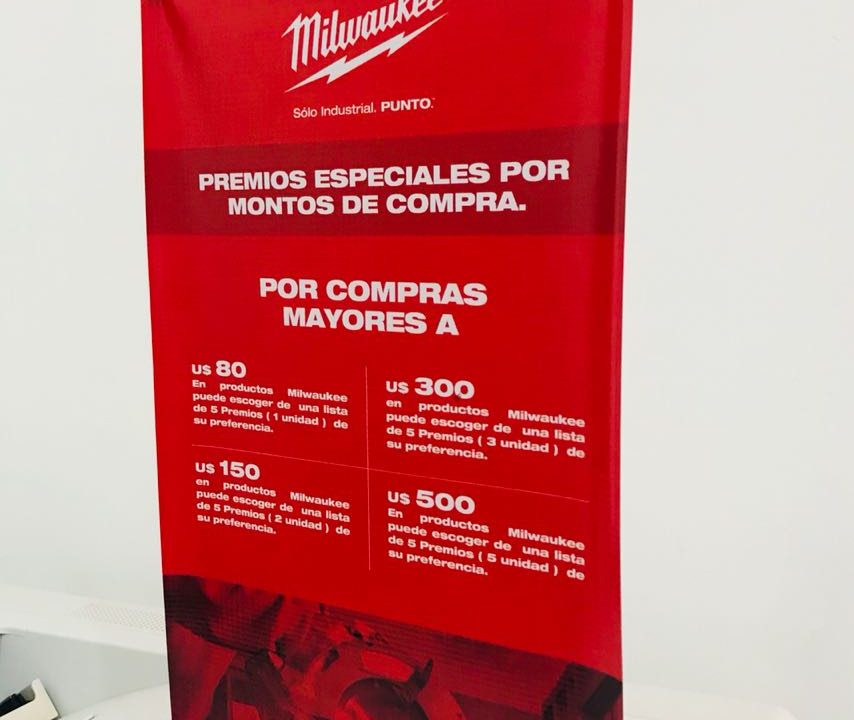 Milwaukee
Sólo Industrial. PUNTO.
PREMIOS ESPECIALES POR
MONTOS DE COMPRA.
POR COMPRAS
MAYORES A
U$ 80
En productos Milwaukee
puede escoger de una lista
de 5 Premios ( 1 unidad ) de
su preferencia.
U$ 150
en productos Milwaukee
puede escoger de una lista
de 5 Premios ( 2 unidad ) de
su preferencia.
U$ 300
en productos Milwaukee
puede escoger de una lista
de 5 Premios ( 3 unidad ) de
su preferencia.
U$ 500
En productos Milwaukee
puede escoger de una lista
de 5 Premios ( 5 unidad ) de
su preferencia.